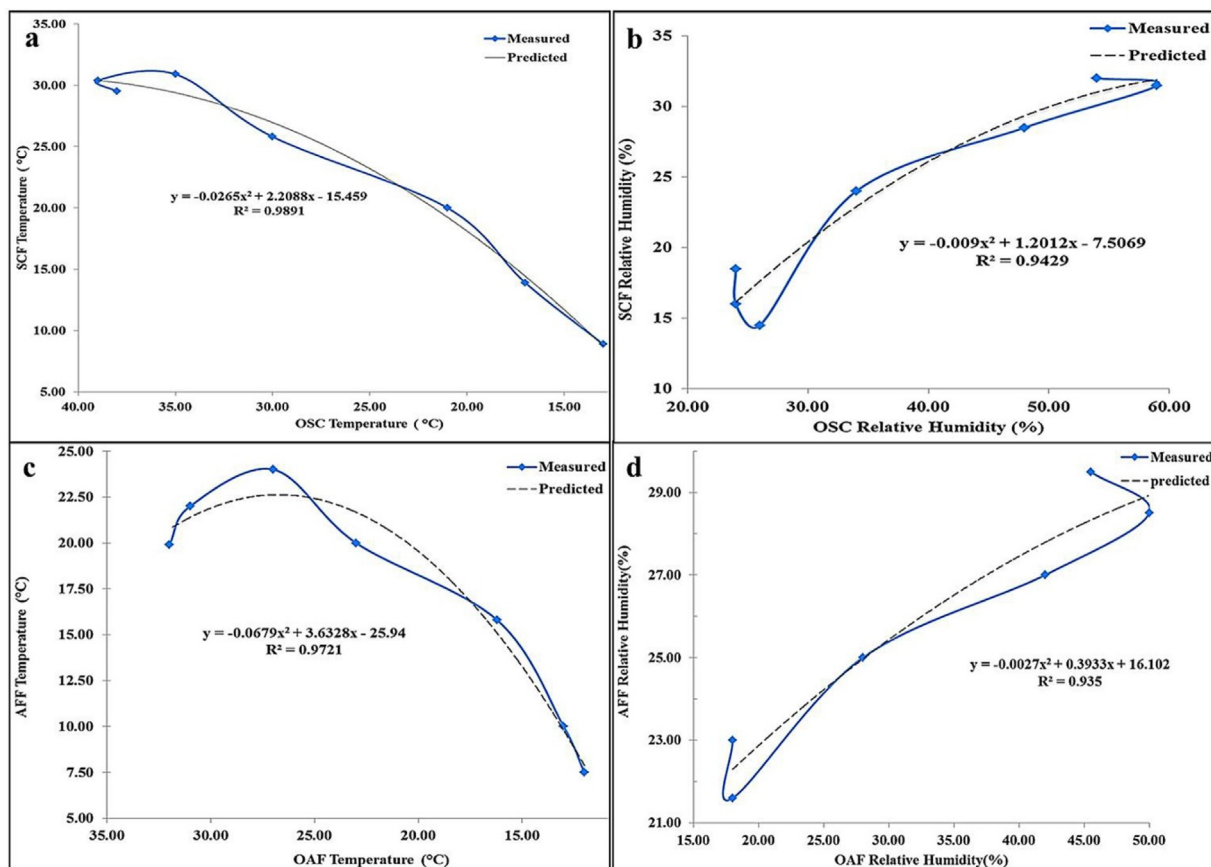 a
35.00
30.00
25.00
20.00
15.00
10.00
5.00
SCF Temperature (°C)
Measured
Predicted
y = -0.0265x² + 2.2088x - 15.459
R² = 0.9891
40.00 35.00 30.00 25.00 20.00 15.00
OSC Temperature (°C)
b
35
30
25
20
15
10
SCF Relative Humidity (%)
Measured
Predicted
y = -0.009x² + 1.2012x - 7.5069
R² = 0.9429
20.00 30.00 40.00 50.00 60.00
OSC Relative Humidity (%)
c
25.00
22.50
20.00
17.50
15.00
12.50
10.00
7.50
5.00
AFF Temperature (°C)
Measured
Predicted
y = -0.0679x² + 3.6328x - 25.94
R² = 0.9721
35.00 30.00 25.00 20.00 15.00
OAF Temperature (°C)
d
29.00
27.00
25.00
23.00
21.00
AFF Relative Humidity(%)
Measured
predicted
y = -0.0027x² + 0.3933x + 16.102
R² = 0.935
15.00 20.00 25.00 30.00 35.00 40.00 45.00 50.00
OAF Relative Humidity(%)